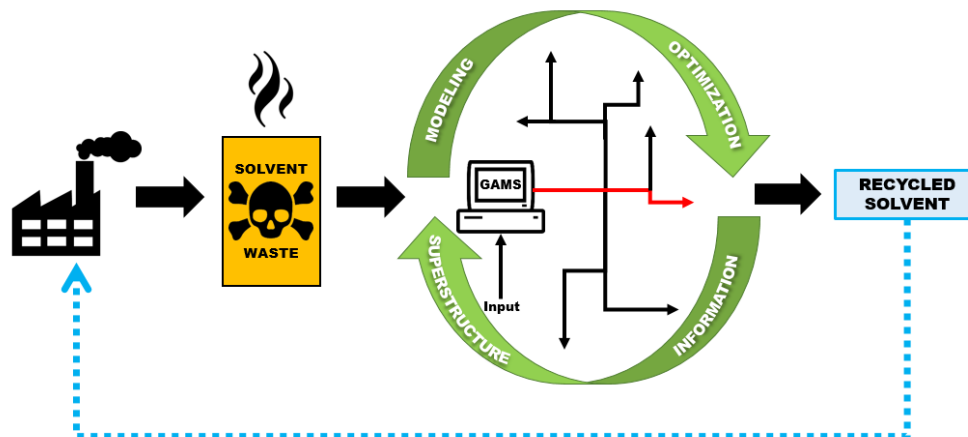 SOLVENT
WASTE
MODELING
OPTIMIZATION
GAMS
Input
SUPERSTRUCTURE
INFORMATION
RECYCLED
SOLVENT